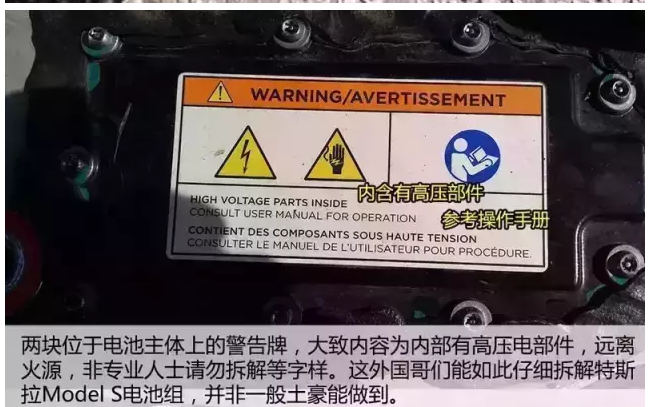 WARNING/AVERTISSEMENT
HIGH VOLTAGE PARTS INSIDE
内含有高压部件
CONSULT USER MANUAL FOR OPERATION
参考操作手册
CONTIENT DES COMPOSANTS SOUS HAUTE TENSION
CONSULTER LE MANUEL DE L'UTILISATEUR POUR PROCÉDURE.
两块位于电池主体上的警告牌，大致内容为内部有高压电部件，远离
火源，非专业人士请勿拆解等字样。这外国哥们能如此仔细拆解特斯
拉Model S电池组，并非一般土豪能做到。